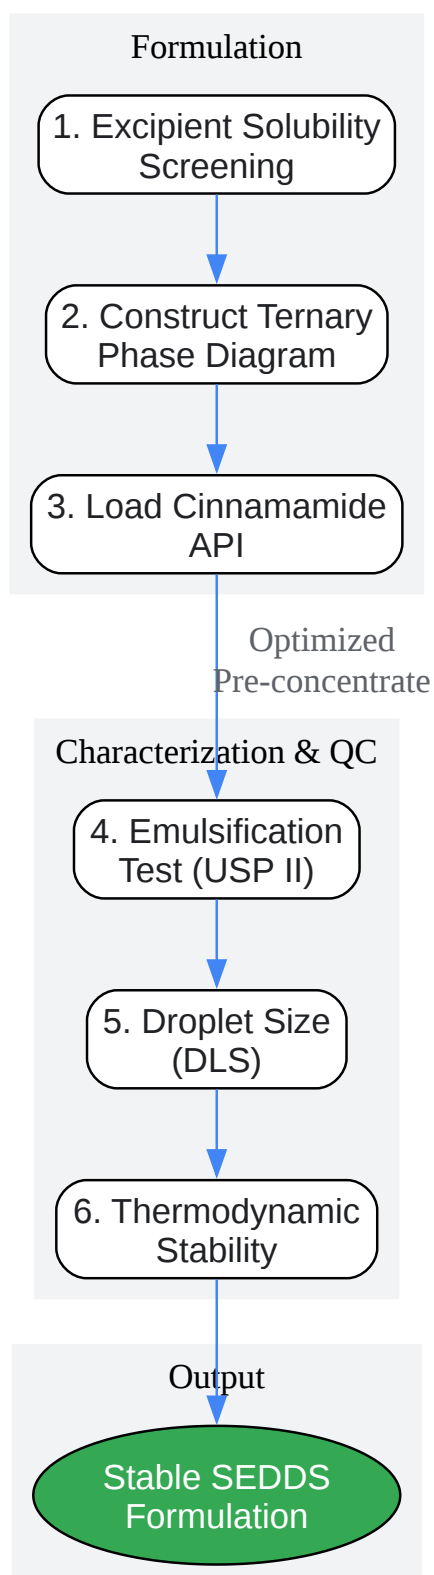 Formulation
1. Excipient Solubility
Screening
2. Construct Ternary
Phase Diagram
3. Load Cinnamamide
API
Optimized
Pre-concentrate
Characterization & QC
4. Emulsification
Test (USP II)
5. Droplet Size
(DLS)
6. Thermodynamic
Stability
Output
Stable SEDDS
Formulation